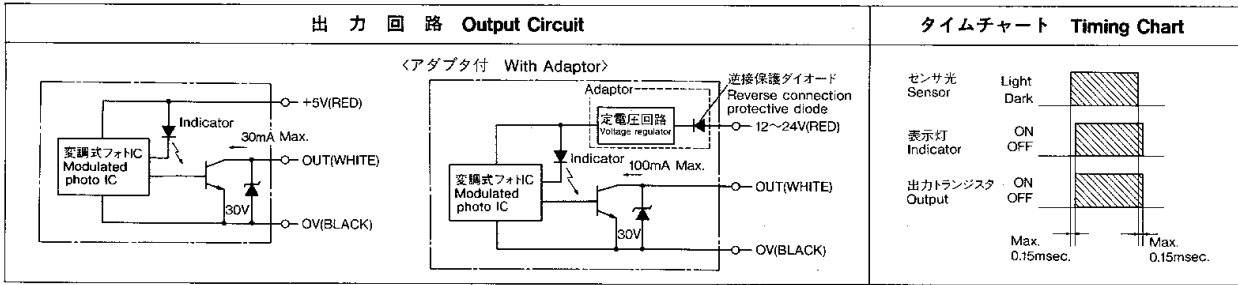 出力回路 Output Circuit
+5V(RED)
Indicator
30mA Max.
変調式フォトIC
Modulated
photo IC
OUT(WHITE)
30V
OV(BLACK)
〈アダプタ付 With Adaptor〉
逆接保護ダイオード
Reverse connection
protective diode
Adaptor
定電圧回路
Voltage regulator
12～24V(RED)
Indicator
100mA Max.
変調式フォトIC
Modulated
photo IC
OUT(WHITE)
30V
OV(BLACK)
タイムチャート Timing Chart
センサ光 Light
Sensor Dark
表示灯 ON
Indicator OFF
出力トランジスタ ON
Output OFF
Max. Max.
0.15msec. 0.15msec.